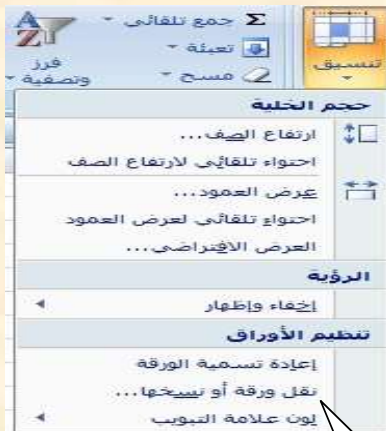 Σ جمع تلقائي
تعبئة
مسح
فرز
وتصفية
تنسيق
حجم الخلية
ارتفاع الصف...
احتواء تلقائي لارتفاع الصف
عرض العمود...
احتواء تلقائي لعرض العمود
العرض الافتراضي...
الرؤية
إخفاء وإظهار
تنظيم الأوراق
إعادة تسمية الورقة
نقل ورقة أو نسخها...
لون علامة التبويب